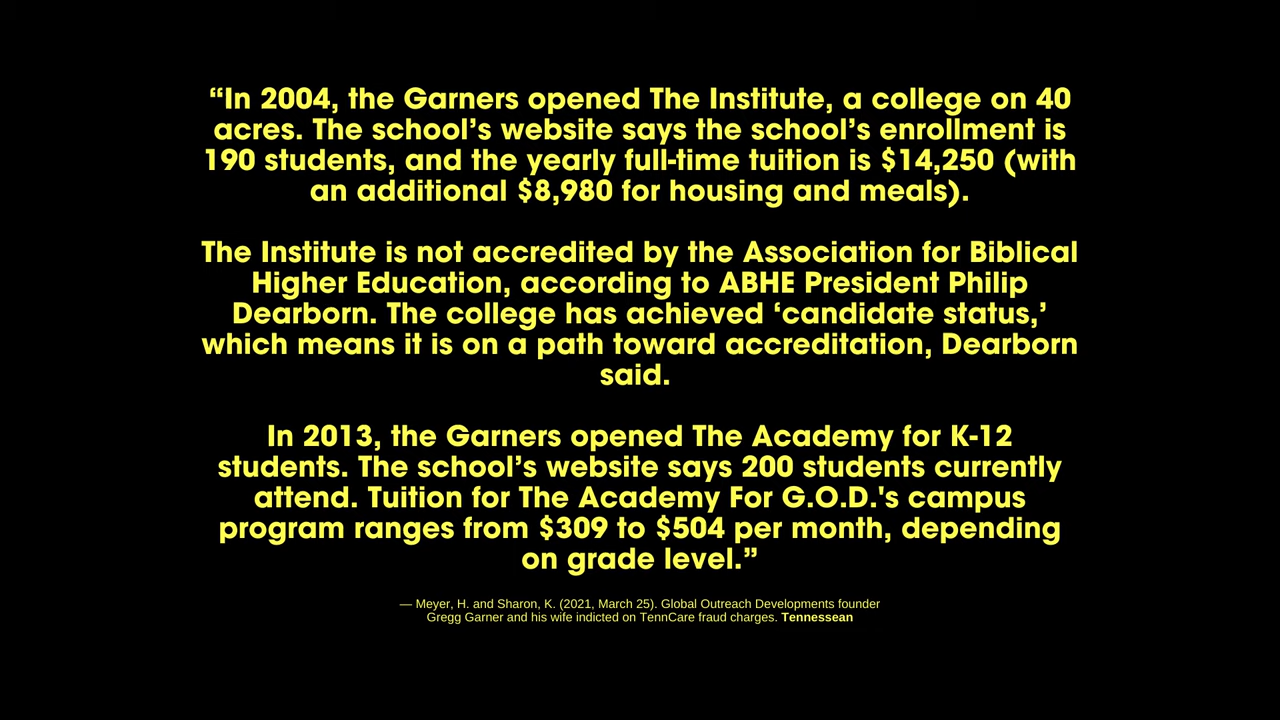 “In 2004, the Garners opened The Institute, a college on 40
acres. The school’s website says the school’s enrollment is
190 students, and the yearly full-time tuition is $14,250 (with
an additional $8,980 for housing and meals).
The Institute is not accredited by the Association for Biblical
Higher Education, according to ABHE President Philip
Dearborn. The college has achieved ‘candidate status,’
which means it is on a path toward accreditation, Dearborn
said.
In 2013, the Garners opened The Academy for K-12
students. The school’s website says 200 students currently
attend. Tuition for The Academy For G.O.D.'s campus
program ranges from $309 to $504 per month, depending
on grade level.”
— Meyer, H. and Sharon, K. (2021, March 25). Global Outreach Developments founder
Gregg Garner and his wife indicted on TennCare fraud charges. Tennessean